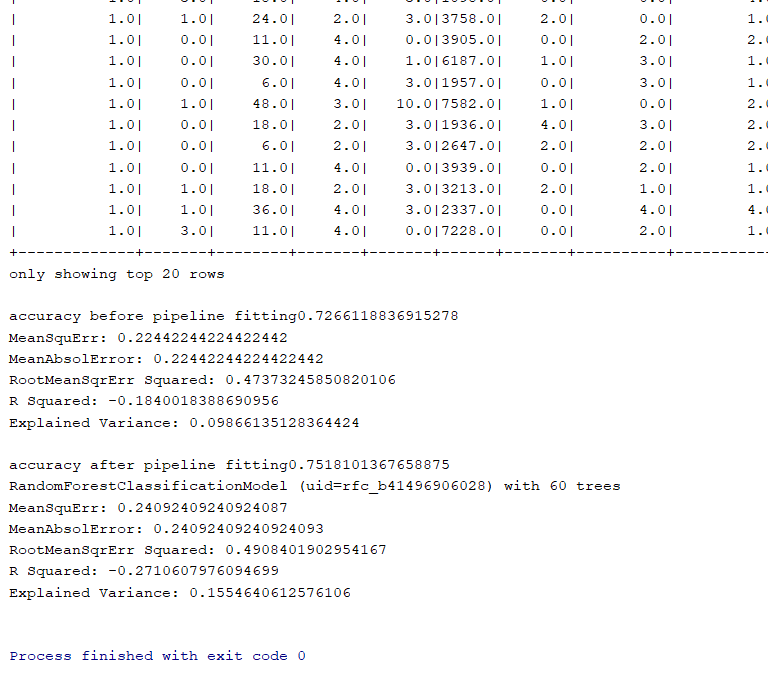 |            1.0|     1.0|     24.0|     2.0|     3.0|3758.0|     2.0|        0.0|         1.
|            1.0|     0.0|     11.0|     4.0|     0.0|3905.0|     0.0|        2.0|         2.
|            1.0|     0.0|     30.0|     4.0|     1.0|6187.0|     1.0|        3.0|         1.
|            1.0|     0.0|      6.0|     4.0|     3.0|1957.0|     0.0|        3.0|         1.
|            1.0|     1.0|     48.0|     3.0|    10.0|7582.0|     1.0|        0.0|         2.
|            1.0|     0.0|     18.0|     2.0|     3.0|1936.0|     4.0|        3.0|         2.
|            1.0|     0.0|      6.0|     2.0|     3.0|2647.0|     2.0|        2.0|         2.
|            1.0|     0.0|     11.0|     4.0|     0.0|3939.0|     0.0|        2.0|         1.
|            1.0|     1.0|     18.0|     2.0|     3.0|3213.0|     2.0|        1.0|         1.
|            1.0|     1.0|     36.0|     4.0|     3.0|2337.0|     0.0|        4.0|         4.
|            1.0|     3.0|     11.0|     4.0|     0.0|7228.0|     0.0|        2.0|         1.
+-------------+-------+--------+-------+-------+------+-------+----------+-----------
only showing top 20 rows
accuracy before pipeline fitting0.7266118836915278
MeanSquErr: 0.22442244224422442
MeanAbsolError: 0.22442244224422442
RootMeanSqrErr Squared: 0.47373245850820106
R Squared: -0.1840018388690956
Explained Variance: 0.09866135128364424
accuracy after pipeline fitting0.7518101367658875
RandomForestClassificationModel (uid=rfc_b41496906028) with 60 trees
MeanSquErr: 0.24092409240924087
MeanAbsolError: 0.24092409240924093
RootMeanSqrErr Squared: 0.4908401902954167
R Squared: -0.2710607976094699
Explained Variance: 0.1554640612576106
Process finished with exit code 0